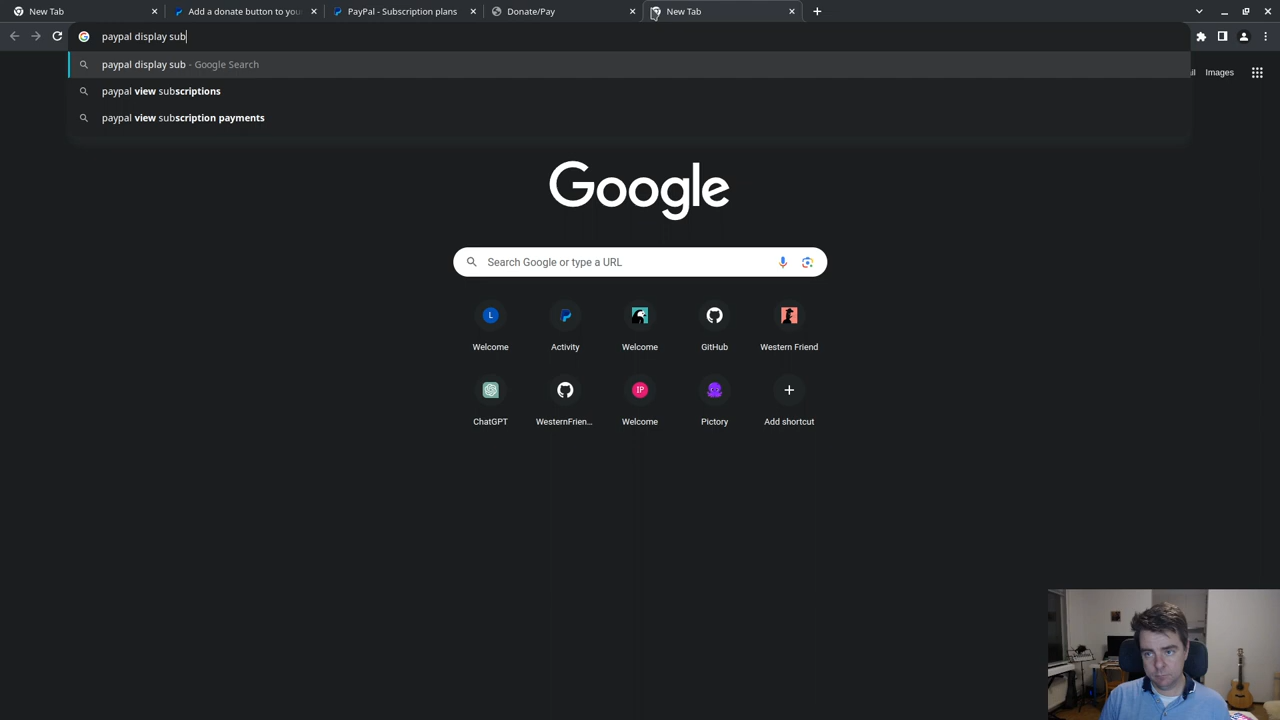 New Tab
Add a donate button to you
PayPal - Subscription plans
Donate/Pay
New Tab
paypal display sub
paypal display sub - Google Search
paypal view subscriptions
paypal view subscription payments
Images
Google
Search Google or type a URL
L
Welcome
Activity
Welcome
GitHub
Western Friend
ChatGPT
WesternFrien...
IP
Welcome
Pictory
Add shortcut